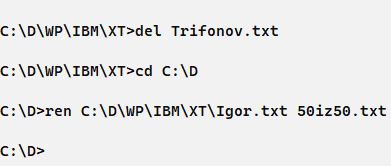 C:\D\WP\IBM\XT>del Trifonov.txt
C:\D\WP\IBM\XT>cd C:\D
C:\D>ren C:\D\WP\IBM\XT\Igor.txt 50iz50.txt
C:\D>